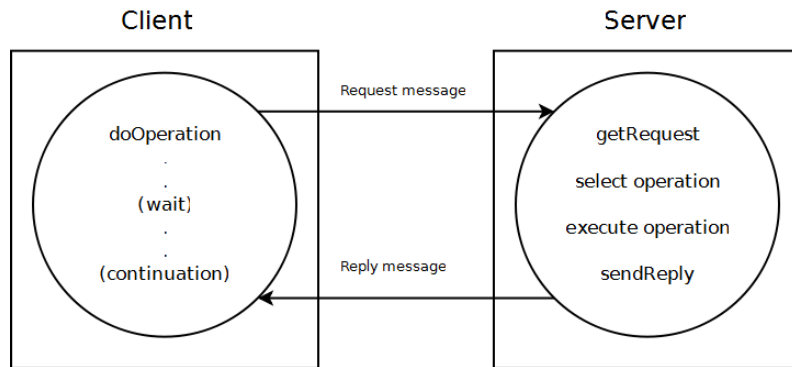 Client
Server
Request message
doOperation
.
.
(wait)
.
.
(continuation)
getRequest
select operation
execute operation
sendReply
Reply message